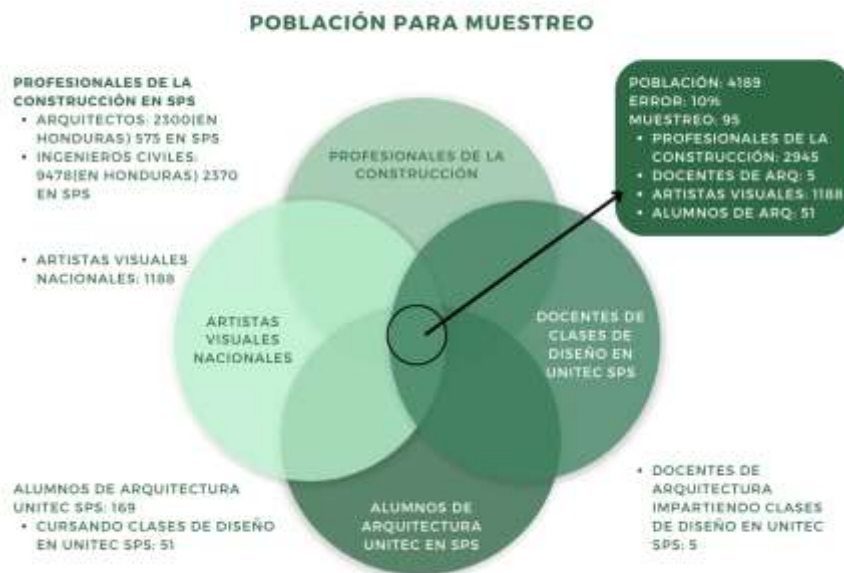 POBLACIÓN PARA MUESTREO
PROFESIONALES DE LA
CONSTRUCCIÓN EN SPS
• ARQUITECTOS: 2300(EN
HONDURAS) 575 EN SPS
• INGENIEROS CIVILES:
9478(EN HONDURAS) 2370
EN SPS
• ARTISTAS VISUALES
NACIONALES: 1188
ALUMNOS DE ARQUITECTURA
UNITEC SPS: 169
• CURSANDO CLASES DE DISEÑO
EN UNITEC SPS: 51
PROFESIONALES DE LA
CONSTRUCCIÓN
ARTISTAS
VISUALES
NACIONALES
DOCENTES DE
CLASES DE
DISEÑO EN
UNITEC SPS
ALUMNOS DE
ARQUITECTURA
UNITEC EN SPS
POBLACIÓN: 4189
ERROR: 10%
MUESTREO: 95
• PROFESIONALES DE LA
CONSTRUCCIÓN: 2945
• DOCENTES DE ARQ: 5
• ARTISTAS VISUALES: 1188
• ALUMNOS DE ARQ: 51
• DOCENTES DE
ARQUITECTURA
IMPARTIENDO CLASES
DE DISEÑO EN UNITEC
SPS: 5